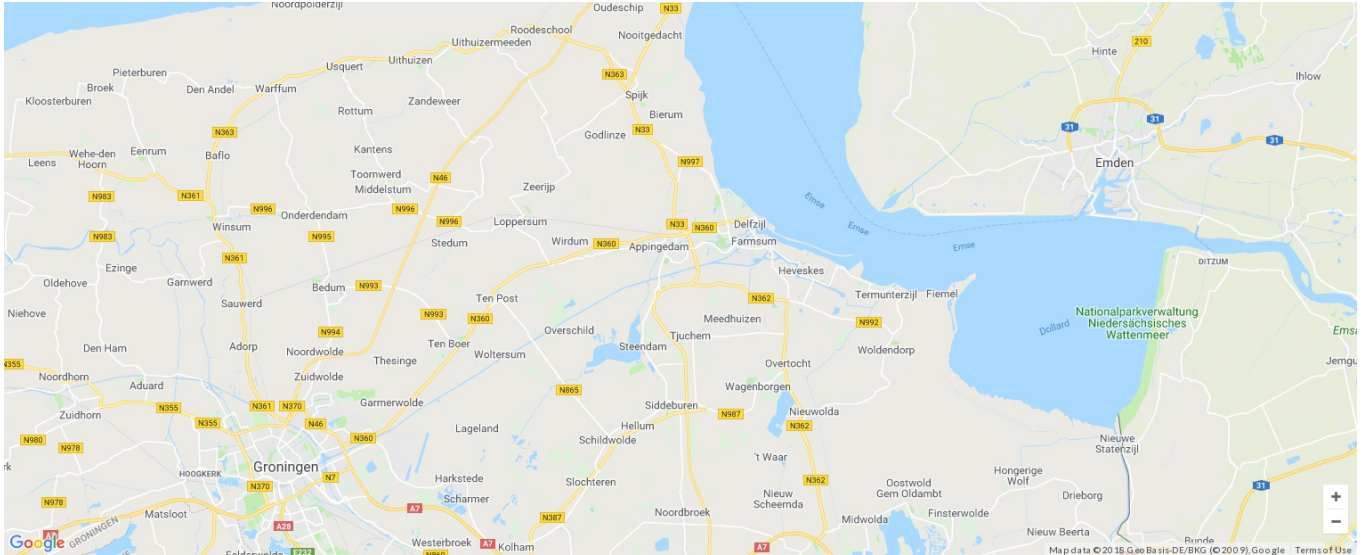 Noordpolderzijl
Oudeschip
N33
Roodeschool
Nooitgedacht
Uithuizermeeden
210
Hinte
Uithuizen
Usquert
Pieterburen
N363
Ihlow
Broek
Den Andel
Warffum
Kloosterburen
Zandeweer
Spijk
Rottum
Bierum
31
31
N363
Godlinze
N33
31
Kantens
Wehe-den
Hoorn
Eenrum
Baflo
Leens
N997
Emden
Toornwerd
N46
Middelstum
Zeerijp
N983
N361
N996
N996
Onderdendam
N996
Loppersum
N33
N360
Delfzijl
Emse
Emse
Winsum
N983
N995
Stedum
Wirdum
N360
Appingedam
Farmsum
Emse
Ezinge
N361
DITZUM
Oldehove
Garnwerd
Bedum
N993
Heveskes
Sauwerd
Ten Post
N362
Termunterzijl
Fiemel
Niehove
N993
N360
Meedhuizen
N992
Nationalparkverwaltung
Niedersächsisches
Wattenmeer
N994
Overschild
Dollard
Emsa
Tjuchem
Den Ham
Adorp
Noordwolde
Ten Boer
Steendam
Woldendorp
N355
Thesinge
Woltersum
Overtocht
Jemgu
Noordhorn
Zuidwolde
Aduard
Wagenborgen
N865
Garmerwolde
Siddeburen
N355
N361
N370
Zuidhorn
N987
Nieuwolda
N355
N46
Hellum
N362
Lageland
N980
N360
Schildwolde
Nieuwe
Statenzijl
Bunde
N978
't Waar
Groningen
HOOGKERK
N7
Harkstede
Hongerige
Wolf
N362
N370
Slochteren
Oostwold
Gem Oldambt
31
Scharmer
Nieuw
Scheemda
Drieborg
N978
A7
Noordbroek
Finsterwolde
Matsloot
N387
Midwolda
A28
GRONINGEN
Nieuw Beerta
Westerbroek
A7
Kolham
A7
E232
N860
Google
Map data ©2018 GeoBasis-DE/BKG (©2009), Google
Terms of Use